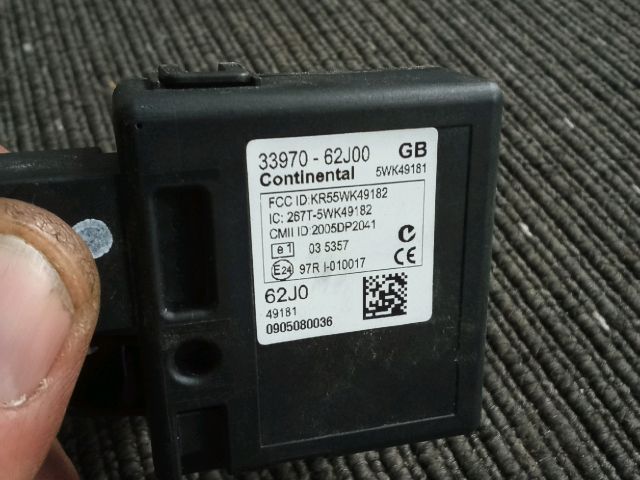 33970 - 62J00 GB
Continental 5WK49181
FCC ID:KR55WK49182
IC: 267T-5WK49182
CMII ID:2005DP2041
e1 03 5357
E24 97R I-010017 CE
62J0
49181
0905080036